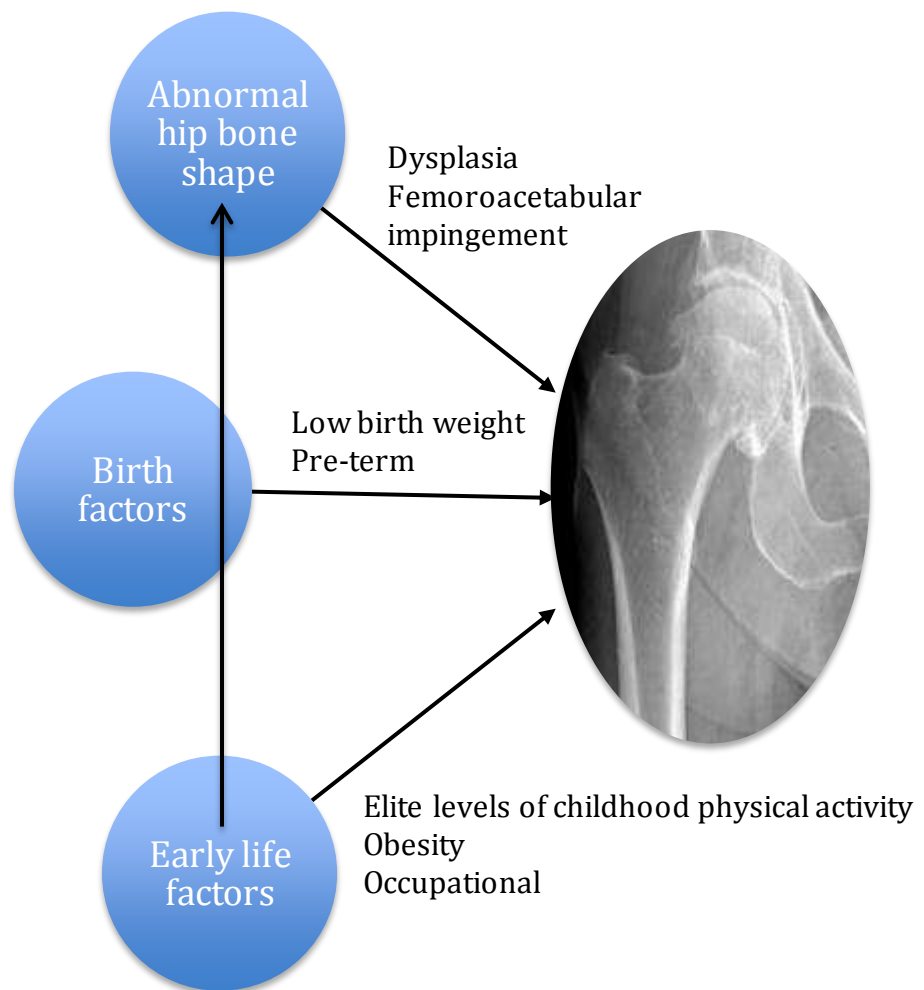 Abnormal
hip bone
shape
Dysplasia
Femoroacetabular
impingement
Birth
factors
Low birth weight
Pre-term
Early life
factors
Elite levels of childhood physical activity
Obesity
Occupational